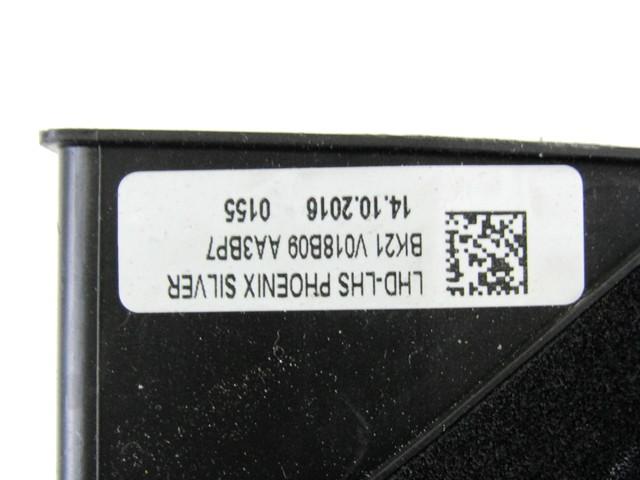 LHD-LHS PHOENIX SILVER
BK21 V018B09 AA3BP7
14.10.2016 0155